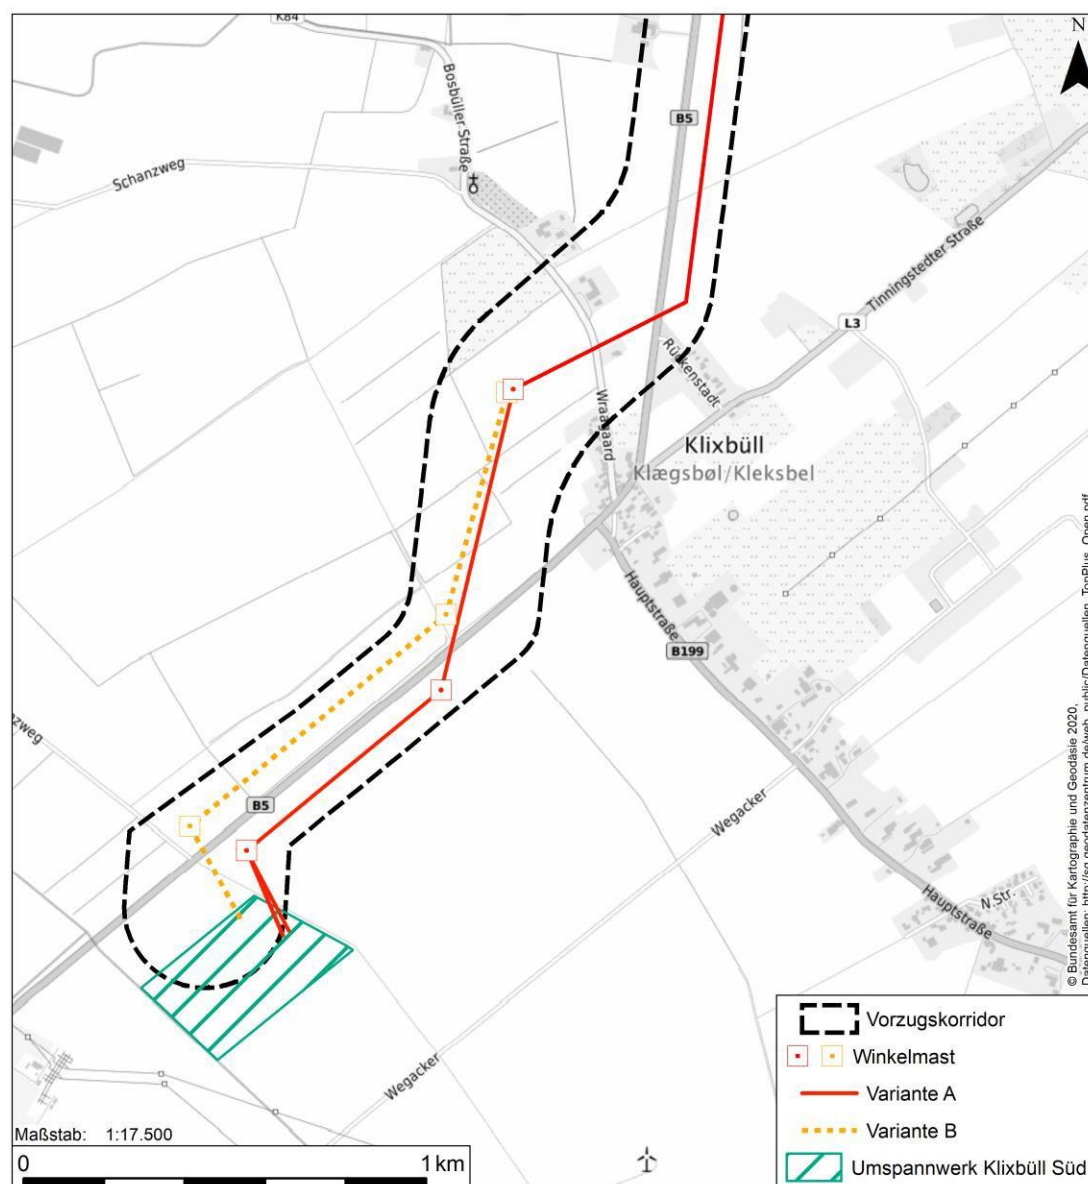 K84
N
Bosbüller Straße
B5
Schanzweg
Tinningstedter Straße
L3
Rückenstadt
Wraagaard
Klixbüll
Klægsbøl/Kleksbel
Hauptstraße
B199
nzweg
B5
Wegacker
Hauptstraße
N.Str.
Wegacker
© Bundesamt für Kartographie und Geodäsie 2020,
Vorzugskorridor
Winkelmast
Variante A
Variante B
Umspannwerk Klixbüll Süd
Maßstab: 1:17.500
0 1 km